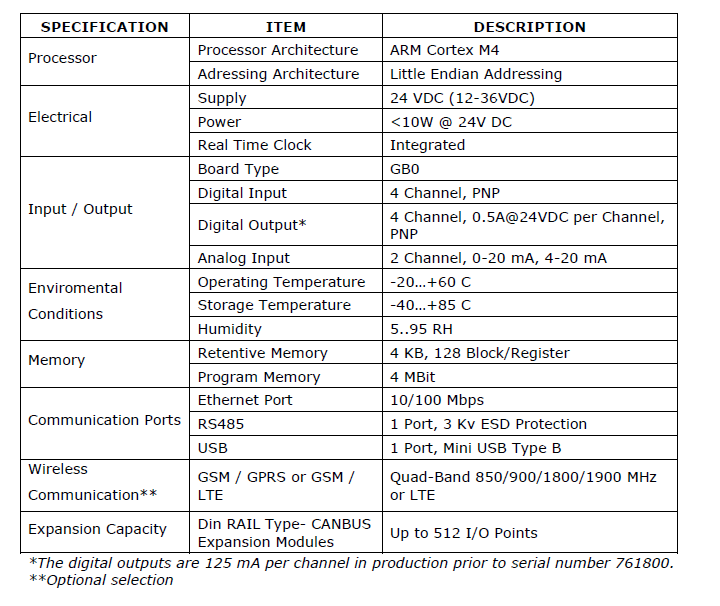 SPECIFICATION ITEM DESCRIPTION
Processor
Processor Architecture ARM Cortex M4
Adressing Architecture Little Endian Addressing
Electrical
Supply 24 VDC (12-36VDC)
Power <10W @ 24V DC
Real Time Clock Integrated
Input / Output
Board Type GB0
Digital Input 4 Channel, PNP
Digital Output* 4 Channel, 0.5A@24VDC per Channel,
PNP
Analog Input 2 Channel, 0-20 mA, 4-20 mA
Enviromental
Conditions
Operating Temperature -20...+60 C
Storage Temperature -40...+85 C
Humidity 5..95 RH
Memory
Retentive Memory 4 KB, 128 Block/Register
Program Memory 4 MBit
Communication Ports
Ethernet Port 10/100 Mbps
RS485 1 Port, 3 Kv ESD Protection
USB 1 Port, Mini USB Type B
Wireless
Communication**
GSM / GPRS or GSM /
LTE
Quad-Band 850/900/1800/1900 MHz
or LTE
Expansion Capacity
Din RAIL Type- CANBUS
Expansion Modules
Up to 512 I/O Points
*The digital outputs are 125 mA per channel in production prior to serial number 761800.
**Optional selection